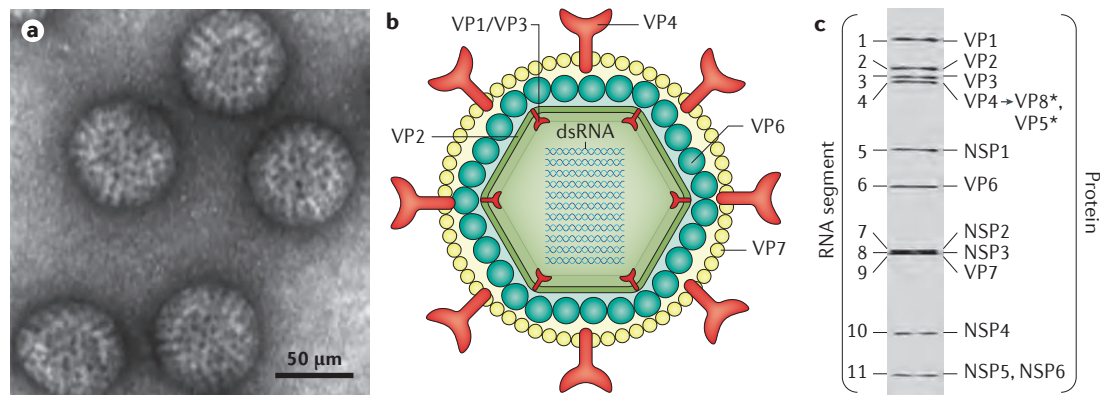 a
50 µm
b
VP1/VP3
VP4
VP2
dsRNA
VP6
VP7
c
RNA segment
1
2
3
4
5
6
7
8
9
10
11
VP1
VP2
VP3
VP4 → VP8*,
VP5*
NSP1
VP6
NSP2
NSP3
VP7
NSP4
NSP5, NSP6
Protein